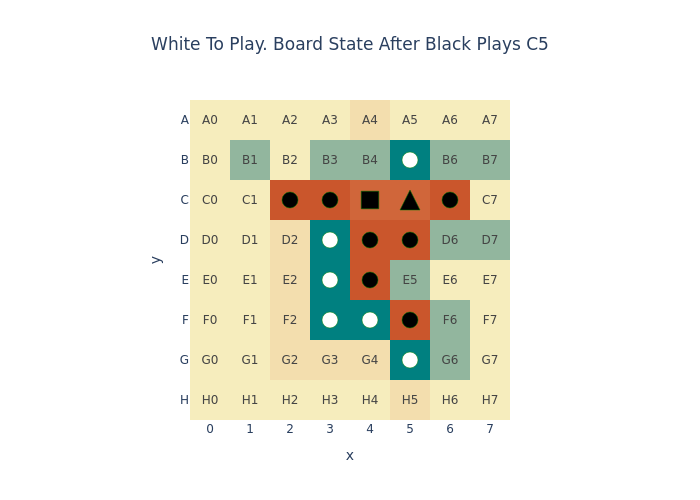 White To Play. Board State After Black Plays C5
A A0 A1 A2 A3 A4 A5 A6 A7
B B0 B1 B2 B3 B4 B6 B7
C C0 C1 C7
D D0 D1 D2 D6 D7
E E0 E1 E2 E5 E6 E7
F F0 F1 F2 F6 F7
G G0 G1 G2 G3 G4 G6 G7
H H0 H1 H2 H3 H4 H5 H6 H7
0 1 2 3 4 5 6 7
x
y